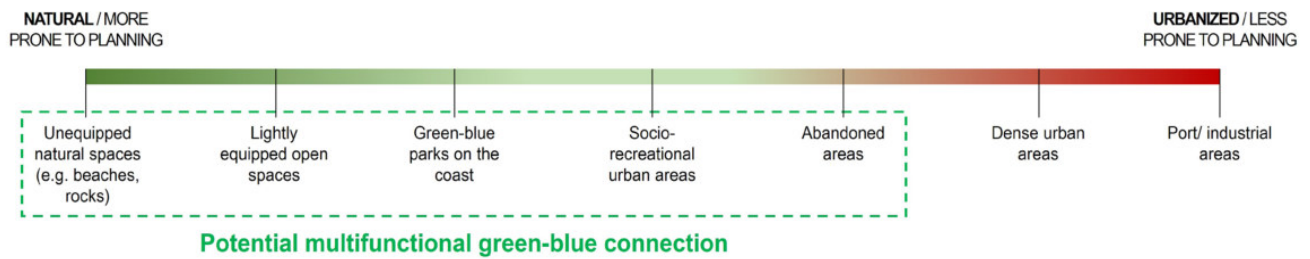 NATURAL / MORE
PRONE TO PLANNING
URBANIZED / LESS
PRONE TO PLANNING
Unequipped
natural spaces
(e.g. beaches,
rocks)
Lightly
equipped open
spaces
Green-blue
parks on the
coast
Socio-
recreational
urban areas
Abandoned
areas
Dense urban
areas
Port/ industrial
areas
Potential multifunctional green-blue connection